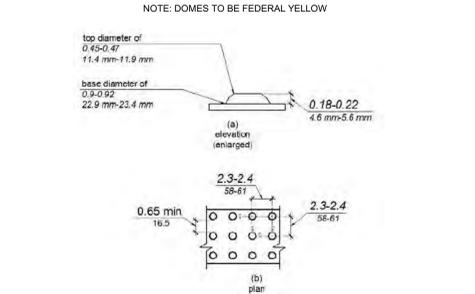 NOTE: DOMES TO BE FEDERAL YELLOW
top diameter of
0.45-0.47
11.4 mm-11.9 mm
base diameter of
0.9-0.92
22.9 mm-23.4 mm
0.18-0.22
4.6 mm-5.6 mm
(a)
elevation
(enlarged)
2.3-2.4
58-61
0.65 min
16.5
2.3-2.4
58-61
(b)
plan